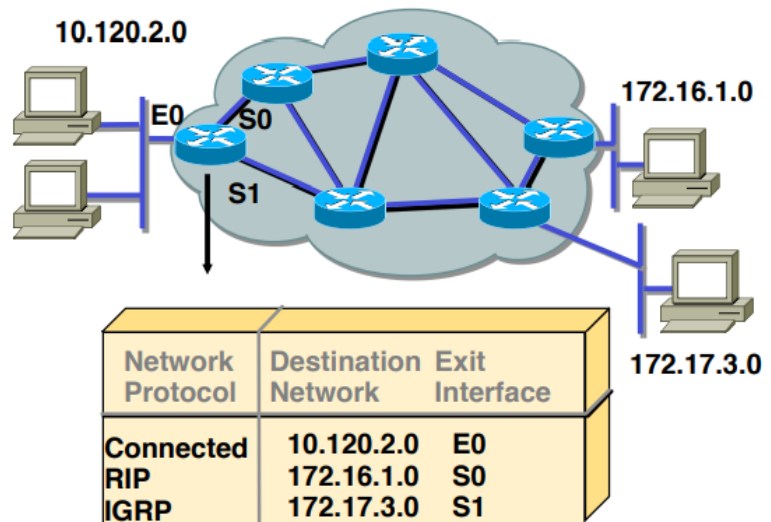 10.120.2.0
172.16.1.0
E0
S0
S1
172.17.3.0
Network Destination Exit
Protocol Network Interface
Connected 10.120.2.0 E0
RIP 172.16.1.0 S0
IGRP 172.17.3.0 S1